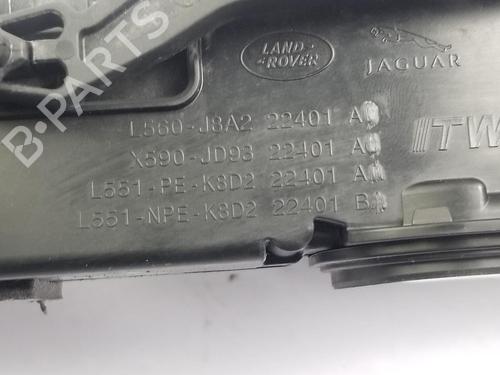 LAND
ROVER
JAGUAR
L560-J8A2 22401 A
X590-JD93 22401 A
L551-PE-K8D2 22401 A
L551-NPE-K8D2 22401 B
ITW
B-PARTS